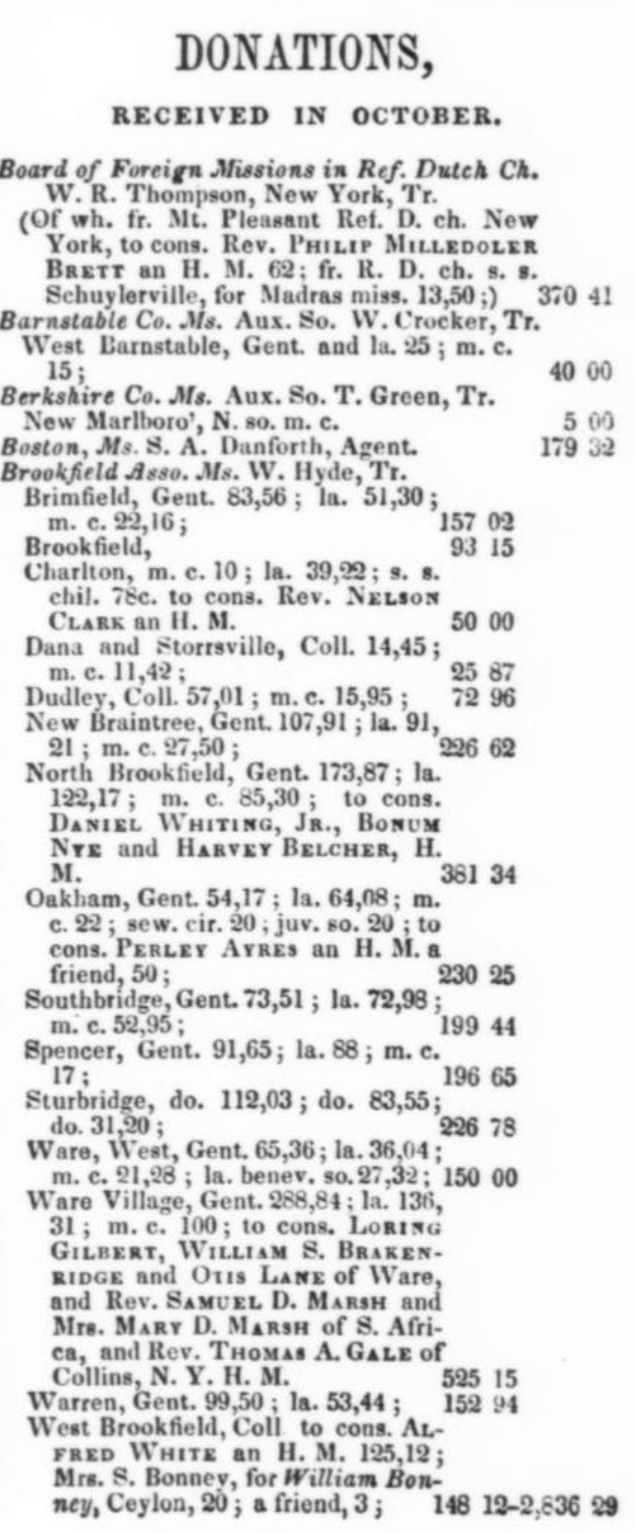 DONATIONS,
RECEIVED IN OCTOBER.
Board of Foreign Missions in Ref. Dutch Ch.
W. R. Thompson, New York, Tr.
(Of wh. fr. Mt. Pleasant Ref. D. ch. New
York, to cons. Rev. PHILIP MILLEDOLER
BRETT an H. M. 62; fr. R. D. ch. s. s.
Schuylerville, for Madras miss. 13,50;) 370 41
Barnstable Co. Ms. Aux. So. W. Crocker, Tr.
West Barnstable, Gent. and la. 25; m. c.
15; 40 00
Berkshire Co. Ms. Aux. So. T. Green, Tr.
New Marlboro', N. so. m. c. 5 00
Boston, Ms. S. A. Danforth, Agent. 179 32
Brookfield Asso. Ms. W. Hyde, Tr.
Brimfield, Gent. 83,56; la. 51,30;
m. c. 22,16; 157 02
Brookfield, 93 15
Charlton, m. c. 10; la. 39,22; s. s.
chil. 78c. to cons. Rev. NELSON
CLARK an H. M. 50 00
Dana and Storrsville, Coll. 14,45;
m. c. 11,42; 25 87
Dudley, Coll. 57,01; m. c. 15,95; 72 96
New Braintree, Gent. 107,91; la. 91,
21; m. c. 27,50; 226 62
North Brookfield, Gent. 173,87; la.
122,17; m. c. 85,30; to cons.
DANIEL WHITING, JR., BONUM
NYE and HARVEY BELCHER, H.
M. 381 34
Oakham, Gent. 54,17; la. 64,08; m.
c. 22; sew. cir. 20; juv. so. 20; to
cons. PERLEY AYRES an H. M. a
friend, 50; 230 25
Southbridge, Gent. 73,51; la. 72,98;
m. c. 52,95; 199 44
Spencer, Gent. 91,65; la. 88; m. c.
17; 196 65
Sturbridge, do. 112,03; do. 83,55;
do. 31,20; 226 78
Ware, West, Gent. 65,36; la. 36,04;
m. c. 21,28; la. benev. so. 27,32; 150 00
Ware Village, Gent. 288,84; la. 136,
31; m. c. 100; to cons. LORING
GILBERT, WILLIAM S. BRAKEN-
RIDGE and OTIS LANE of Ware,
and Rev. SAMUEL D. MARSH and
Mrs. MARY D. MARSH of S. Afri-
ca, and Rev. THOMAS A. GALE of
Collins, N. Y. H. M. 525 15
Warren, Gent. 99,50; la. 53,44; 152 94
West Brookfield, Coll to cons. AL-
FRED WHITE an H. M. 125,12;
Mrs. S. Bonney, for William Bon-
ney, Ceylon, 20; a friend, 3; 148 12-2,836 29